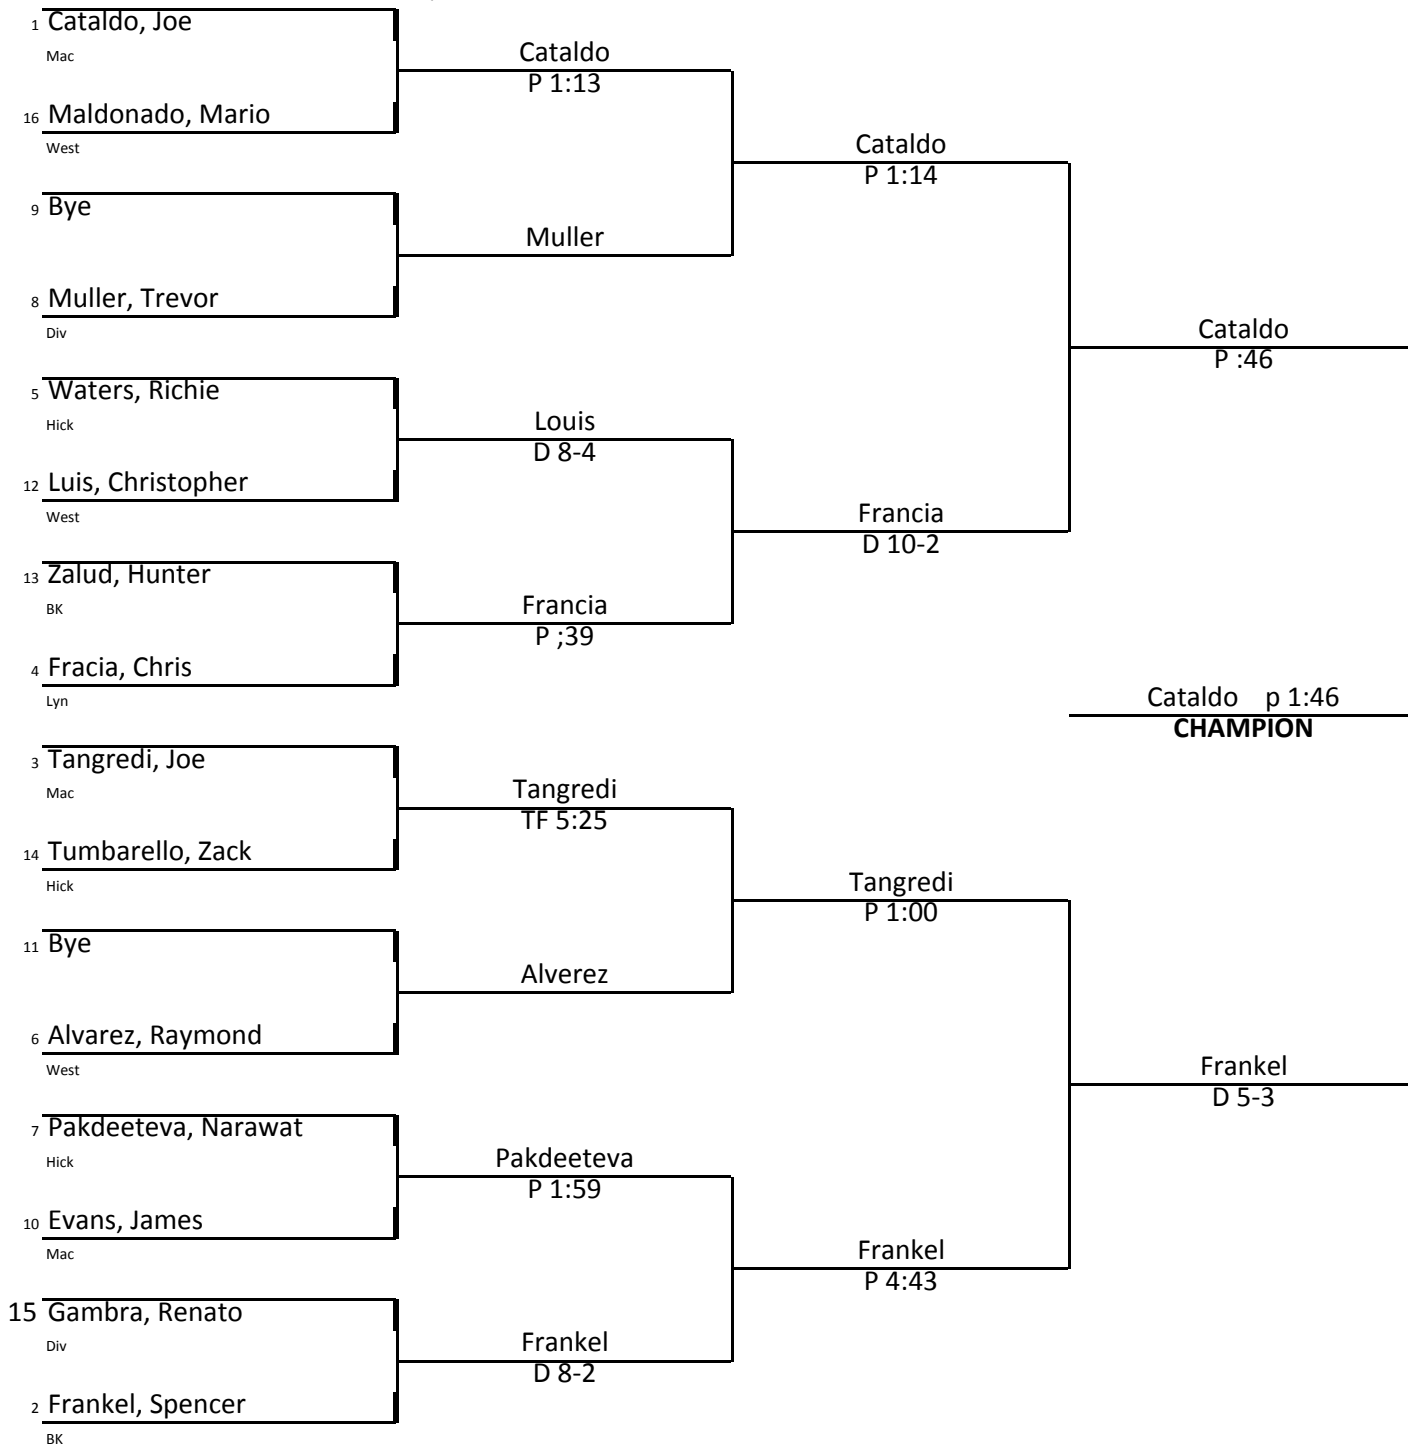 1 Cataldo, Joe
Mac
Cataldo
P 1:13
16 Maldonado, Mario
West
Cataldo
P 1:14
9 Bye
Muller
8 Muller, Trevor
Div
Cataldo
P :46
5 Waters, Richie
Hick
Louis
D 8-4
12 Luis, Christopher
West
Francia
D 10-2
13 Zalud, Hunter
BK
Francia
P ;39
4 Fracia, Chris
Lyn
Cataldo p 1:46
CHAMPION
3 Tangredi, Joe
Mac
Tangredi
TF 5:25
14 Tumbarello, Zack
Hick
Tangredi
P 1:00
11 Bye
Alverez
6 Alvarez, Raymond
West
Frankel
D 5-3
7 Pakdeeteva, Narawat
Hick
Pakdeeteva
P 1:59
10 Evans, James
Mac
Frankel
P 4:43
15 Gambra, Renato
Div
Frankel
D 8-2
2 Frankel, Spencer
BK